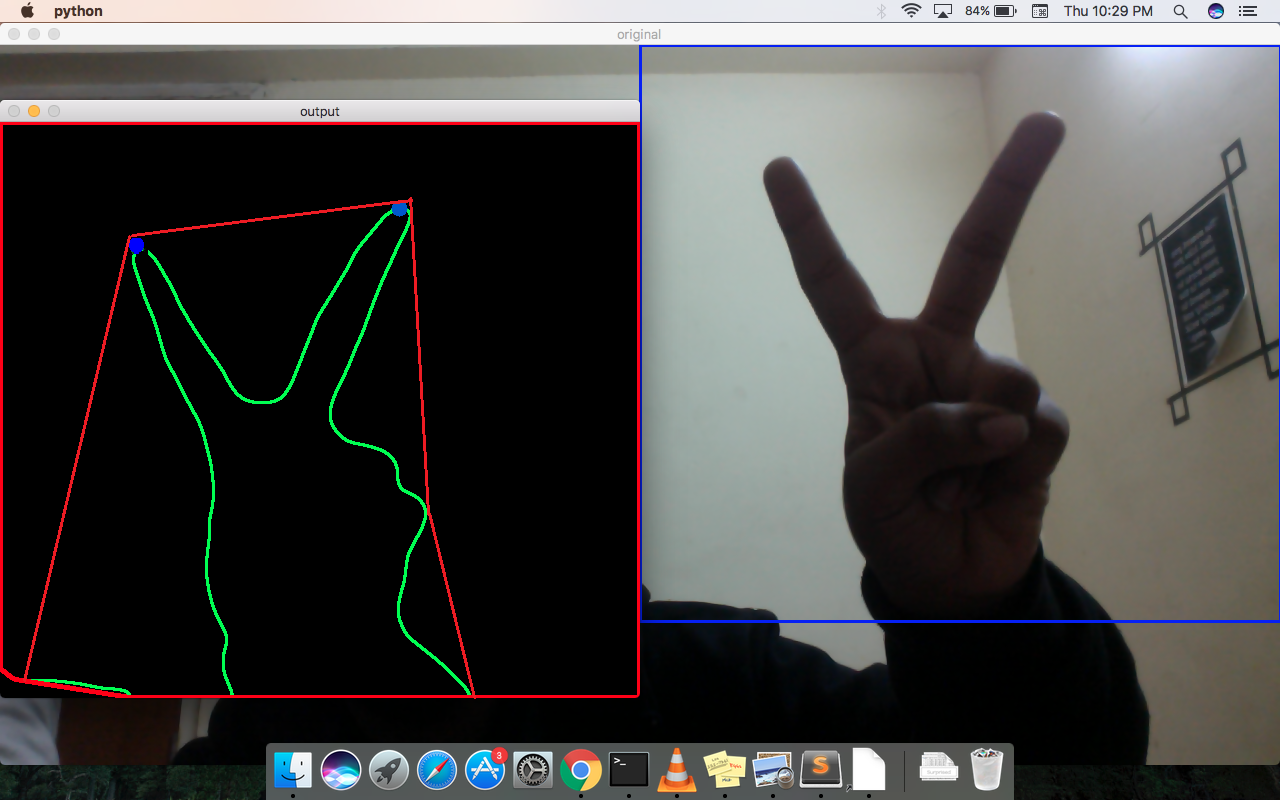 python
84%
Thu 10:29 PM
original
output
3
>_
S